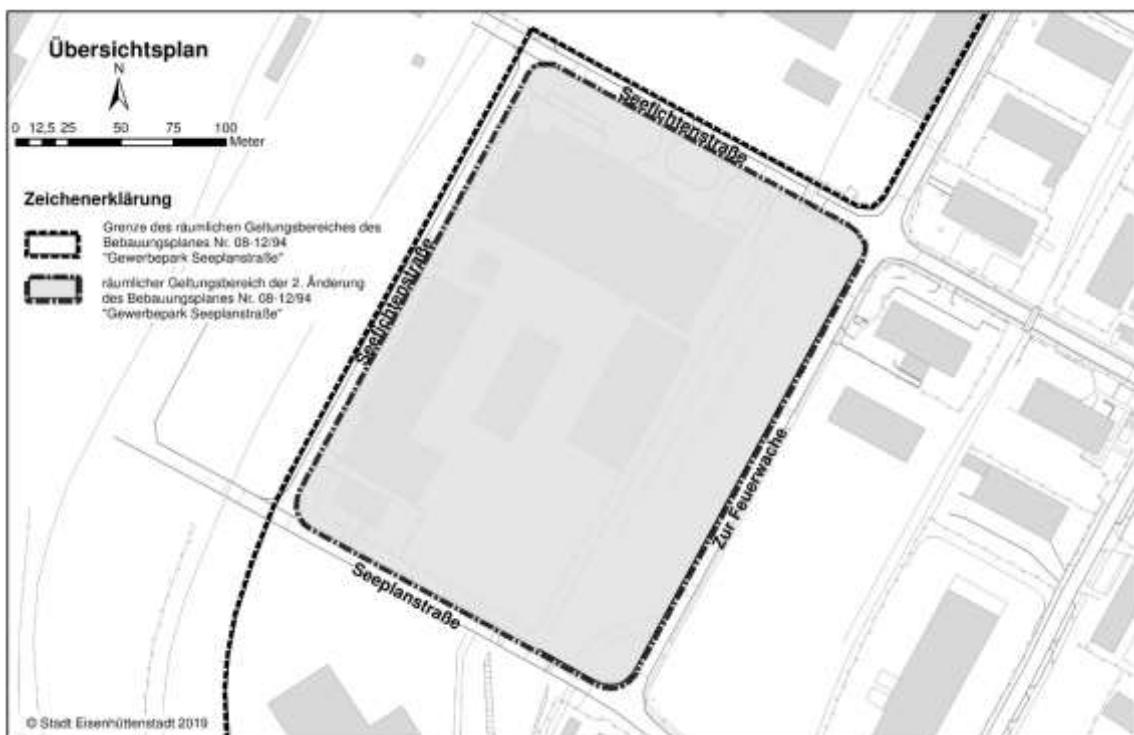 Übersichtsplan
N
0 12,5 25 50 75 100
Meter
Zeichenerklärung
Grenze des räumlichen Geltungsbereiches des
Bebauungsplanes Nr. 08-12/94
"Gewerbepark Seeplanstraße"
räumlicher Geltungsbereich der 2. Änderung
des Bebauungsplanes Nr. 08-12/94
"Gewerbepark Seeplanstraße"
Seefichtenstraße
Seefichtenstraße
Zur Feuerwache
Seeplanstraße
© Stadt Eisenhüttenstadt 2019